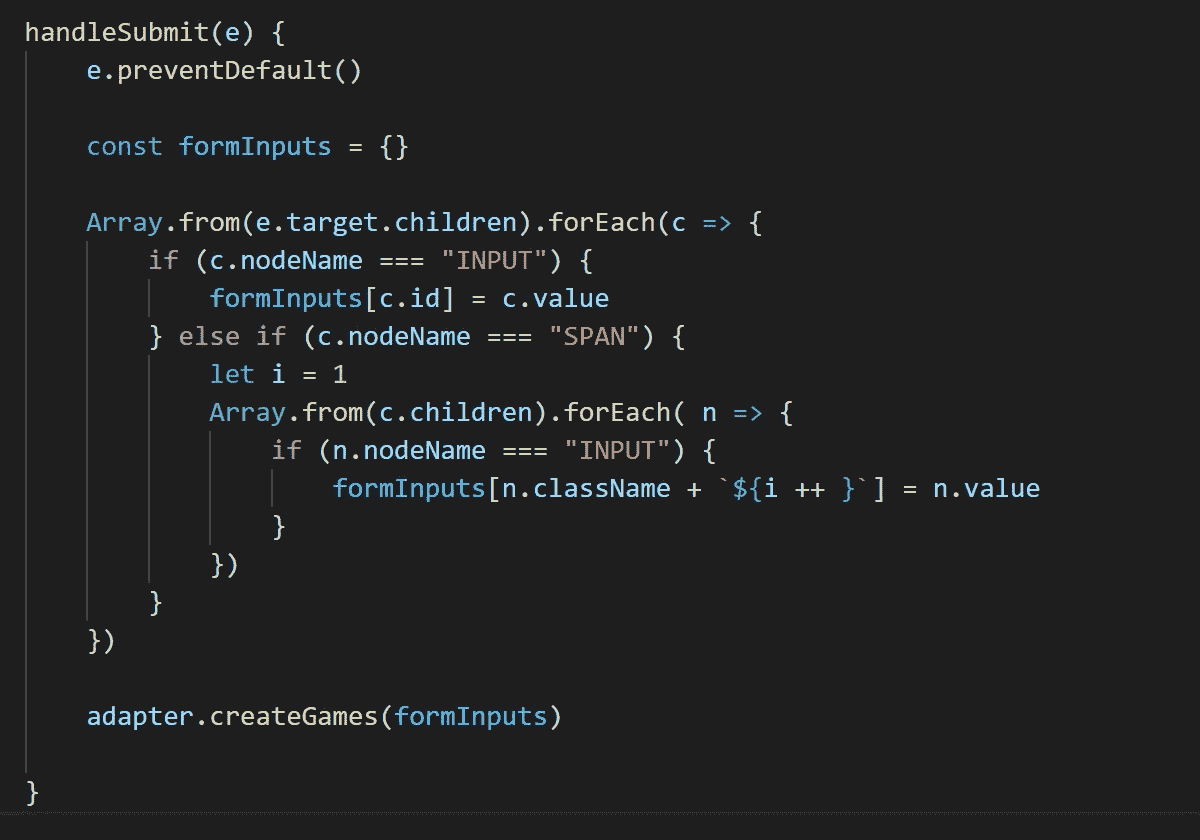 handleSubmit(e) {
    e.preventDefault()

    const formInputs = {}

    Array.from(e.target.children).forEach(c => {
        if (c.nodeName === "INPUT") {
            formInputs[c.id] = c.value
        } else if (c.nodeName === "SPAN") {
            let i = 1
            Array.from(c.children).forEach( n => {
                if (n.nodeName === "INPUT") {
                    formInputs[n.className + `${i ++ }`] = n.value
                }
            })
        }
    })

    adapter.createGames(formInputs)

}